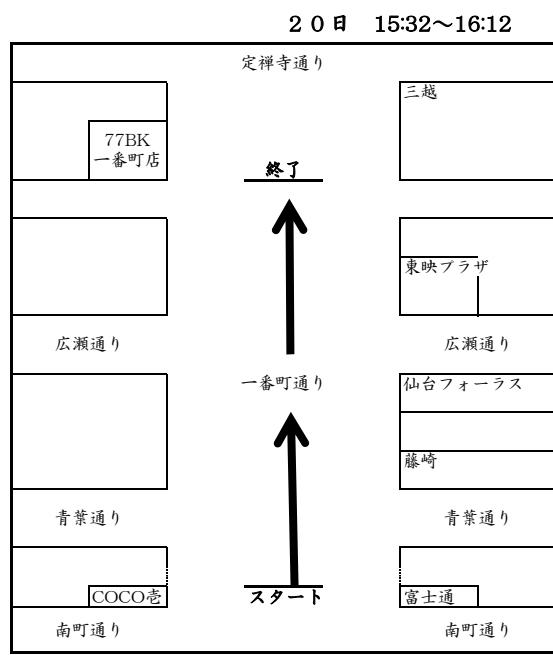 20日 15:32～16:12
定禅寺通り
三越
77BK
一番町店
終了
東映プラザ
広瀬通り
広瀬通り
一番町通り
仙台フォーラス
藤崎
青葉通り
青葉通り
COCO壱
スタート
富士通
南町通り
南町通り